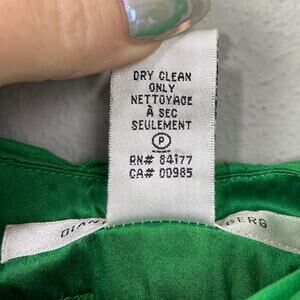 DRY CLEAN
ONLY
NETTOYAGE
À SEC
SEULEMENT
P
RN# 84177
CA# 00985
DIAN BERG